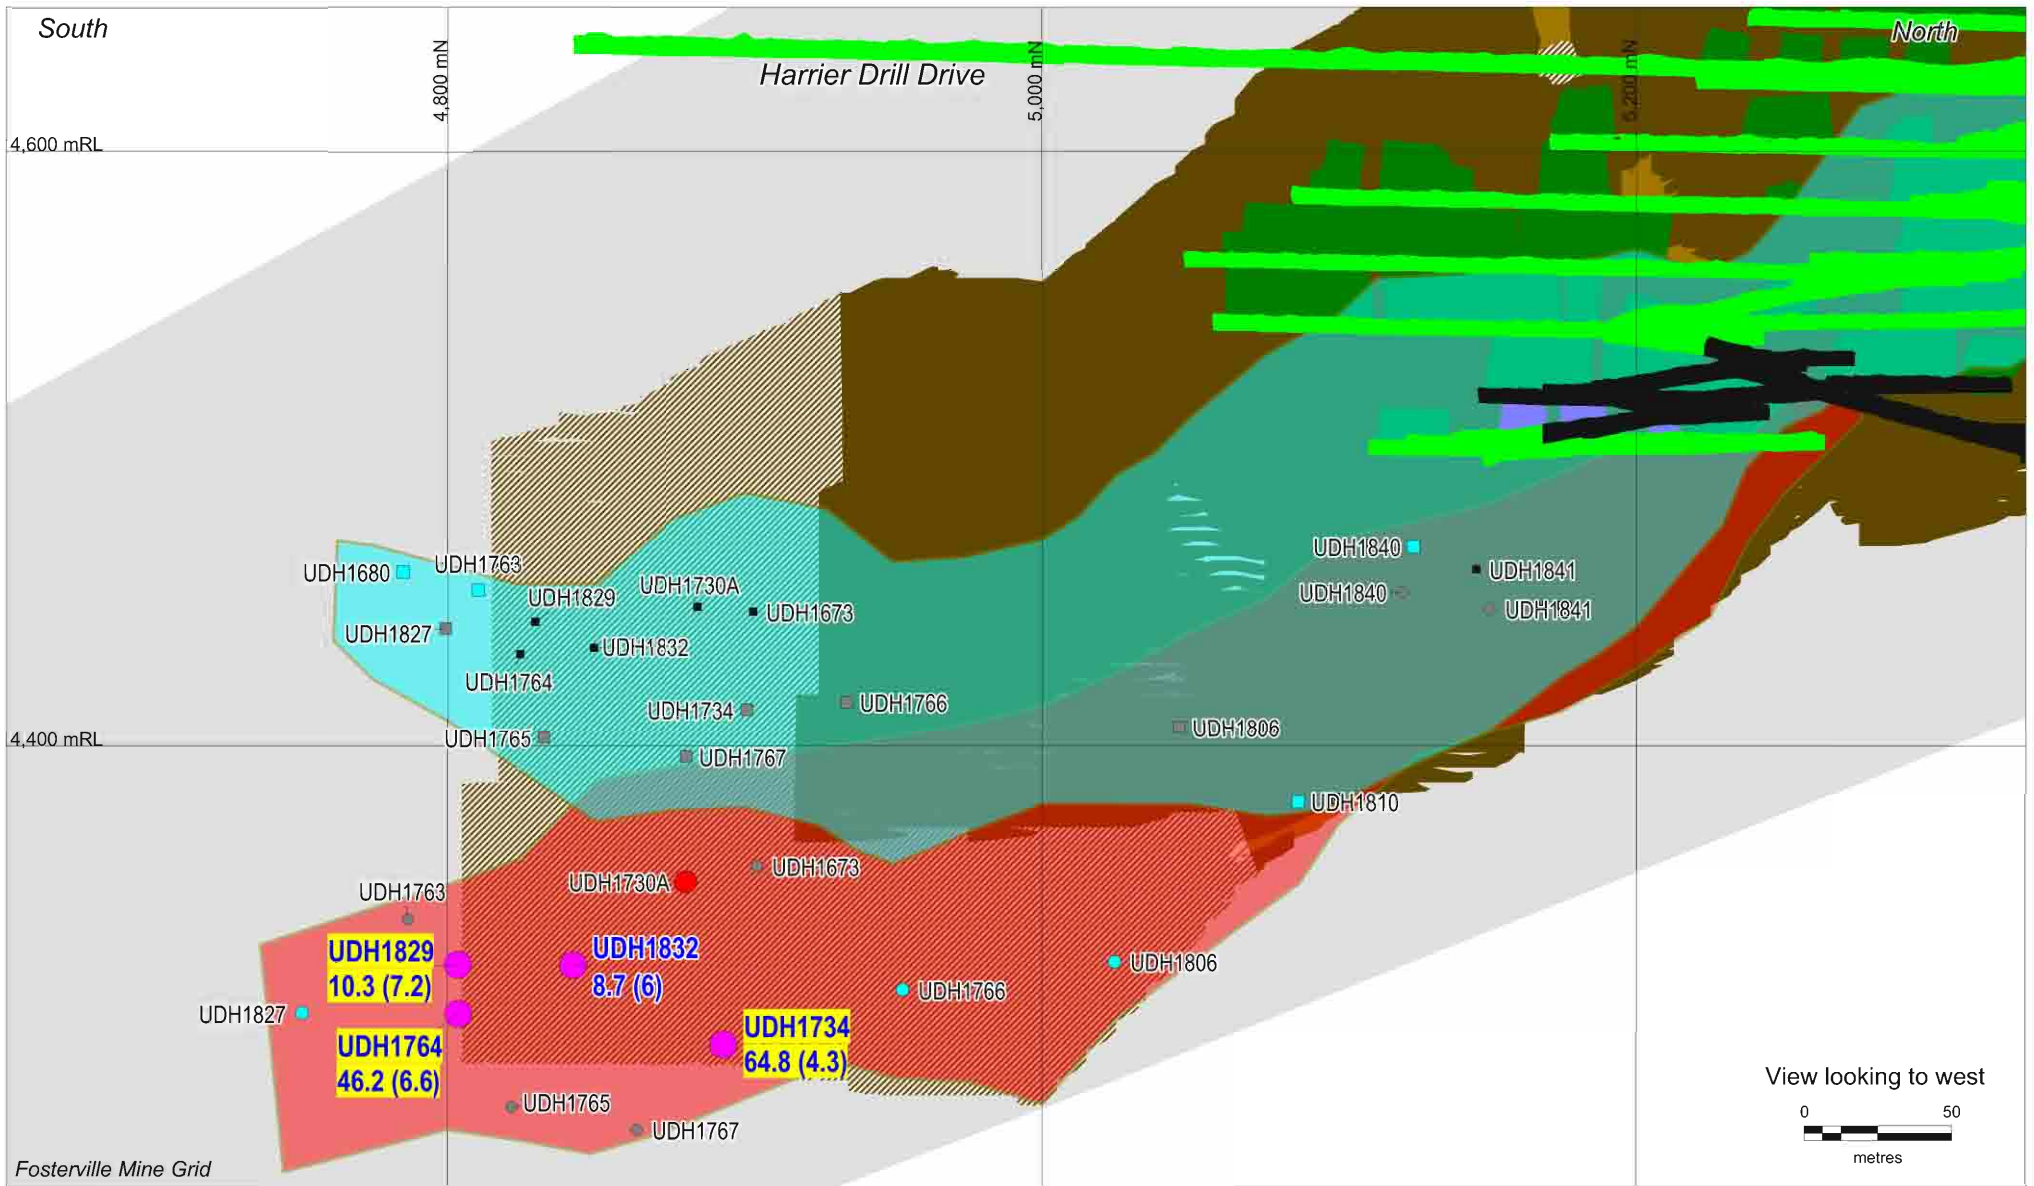 South
North
4,800 mN
5,000 mN
5,200 mN
Harrier Drill Drive
4,600 mRL
UDH1840
UDH1763
UDH1680
UDH1841
UDH1730A
UDH1840
UDH1829
UDH1841
UDH1673
UDH1827
UDH1832
UDH1764
UDH1766
UDH1734
UDH1806
4,400 mRL
UDH1765
UDH1767
UDH1810
UDH1673
UDH1730A
UDH1763
UDH1829
10.3 (7.2)
UDH1832
8.7 (6)
UDH1806
UDH1766
UDH1827
UDH1734
64.8 (4.3)
UDH1764
46.2 (6.6)
View looking to west
UDH1765
0 50
UDH1767
metres
Fosterville Mine Grid